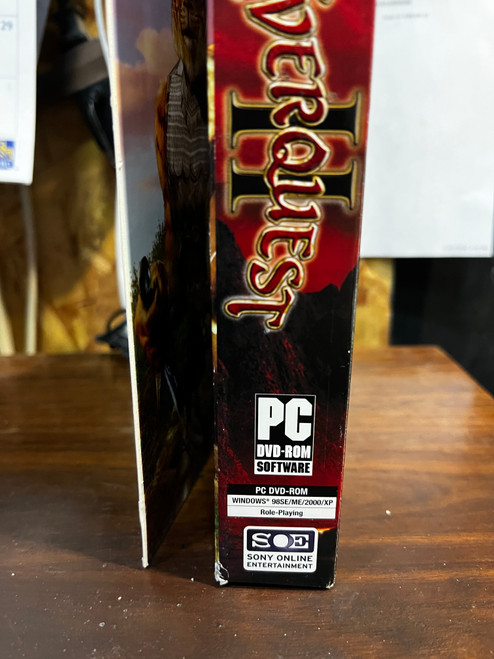 29
VERQUEST
II
PC
DVD-ROM
SOFTWARE
PC DVD-ROM
WINDOWS® 98SE/ME/2000/XP
Role-Playing
SOE
SONY ONLINE
ENTERTAINMENT